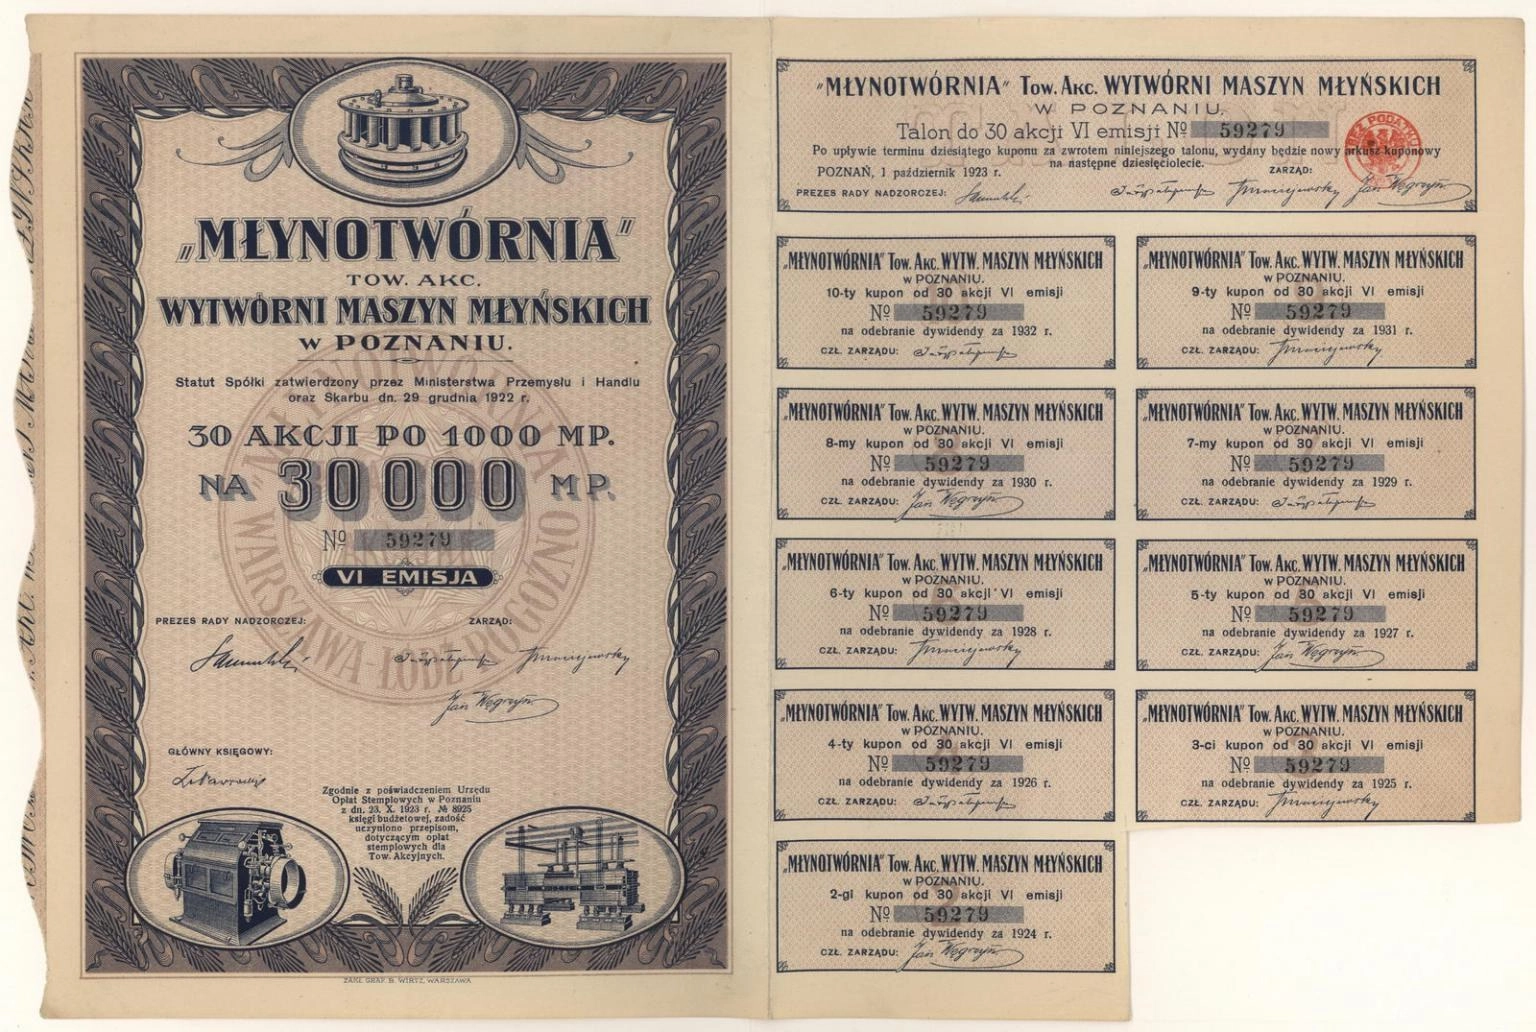 „MŁYNOTWÓRNIA"
TOW. AKC.
WYTWÓRNI MASZYN MŁYŃSKICH
W POZNANIU.
Statut Spółki zatwierdzony przez Ministerstwa Przemysłu i Handlu
oraz Skarbu dn. 29 grudnia 1922 r.
30 AKCJI PO 1000 MP.
NA 30000 MP.
№ 59279
VI EMISJA
MŁYNOTWÓRNIA
WARSZAWA-ŁÓDŹ-ROGOŹNO
PREZES RADY NADZORCZEJ: ZARZĄD:
Jan Węgrzyn
GŁÓWNY KSIĘGOWY:
Zgodnie z poświadczeniem Urzędu
Opłat Stemplowych w Poznaniu
z dn. 23. X. 1923 r. № 8925
księgi budżetowej, zadość
uczyniono przepisom,
dotyczącym opłat
stemplowych dla
Tow. Akcyjnych.
ZAKŁ. GRAF. B. WIRTZ, WARSZAWA
„MŁYNOTWÓRNIA" Tow. Akc. WYTWÓRNI MASZYN MŁYŃSKICH
W POZNANIU.
Talon do 30 akcji VI emisji № 59279
Po upływie terminu dziesiątego kuponu za zwrotem niniejszego talonu, wydany będzie nowy arkusz kuponowy
na następne dziesięciolecie.
POZNAŃ, 1 październik 1923 r. ZARZĄD:
PREZES RADY NADZORCZEJ: Jan Węgrzyn
BEZ PODATKU
„MŁYNOTWÓRNIA" Tow. Akc. WYTW. MASZYN MŁYŃSKICH
w POZNANIU.
10-ty kupon od 30 akcji VI emisji
№ 59279
na odebranie dywidendy za 1932 r.
CZŁ. ZARZĄDU:
„MŁYNOTWÓRNIA" Tow. Akc. WYTW. MASZYN MŁYŃSKICH
w POZNANIU.
9-ty kupon od 30 akcji VI emisji
№ 59279
na odebranie dywidendy za 1931 r.
CZŁ. ZARZĄDU:
„MŁYNOTWÓRNIA" Tow. Akc. WYTW. MASZYN MŁYŃSKICH
w POZNANIU.
8-my kupon od 30 akcji VI emisji
№ 59279
na odebranie dywidendy za 1930 r.
CZŁ. ZARZĄDU: Jan Węgrzyn
„MŁYNOTWÓRNIA" Tow. Akc. WYTW. MASZYN MŁYŃSKICH
w POZNANIU.
7-my kupon od 30 akcji VI emisji
№ 59279
na odebranie dywidendy za 1929 r.
CZŁ. ZARZĄDU:
„MŁYNOTWÓRNIA" Tow. Akc. WYTW. MASZYN MŁYŃSKICH
w POZNANIU.
6-ty kupon od 30 akcji VI emisji
№ 59279
na odebranie dywidendy za 1928 r.
CZŁ. ZARZĄDU:
„MŁYNOTWÓRNIA" Tow. Akc. WYTW. MASZYN MŁYŃSKICH
w POZNANIU.
5-ty kupon od 30 akcji VI emisji
№ 59279
na odebranie dywidendy za 1927 r.
CZŁ. ZARZĄDU: Jan Węgrzyn
„MŁYNOTWÓRNIA" Tow. Akc. WYTW. MASZYN MŁYŃSKICH
w POZNANIU.
4-ty kupon od 30 akcji VI emisji
№ 59279
na odebranie dywidendy za 1926 r.
CZŁ. ZARZĄDU:
„MŁYNOTWÓRNIA" Tow. Akc. WYTW. MASZYN MŁYŃSKICH
w POZNANIU.
3-ci kupon od 30 akcji VI emisji
№ 59279
na odebranie dywidendy za 1925 r.
CZŁ. ZARZĄDU:
„MŁYNOTWÓRNIA" Tow. Akc. WYTW. MASZYN MŁYŃSKICH
w POZNANIU.
2-gi kupon od 30 akcji VI emisji
№ 59279
na odebranie dywidendy za 1924 r.
CZŁ. ZARZĄDU: Jan Węgrzyn